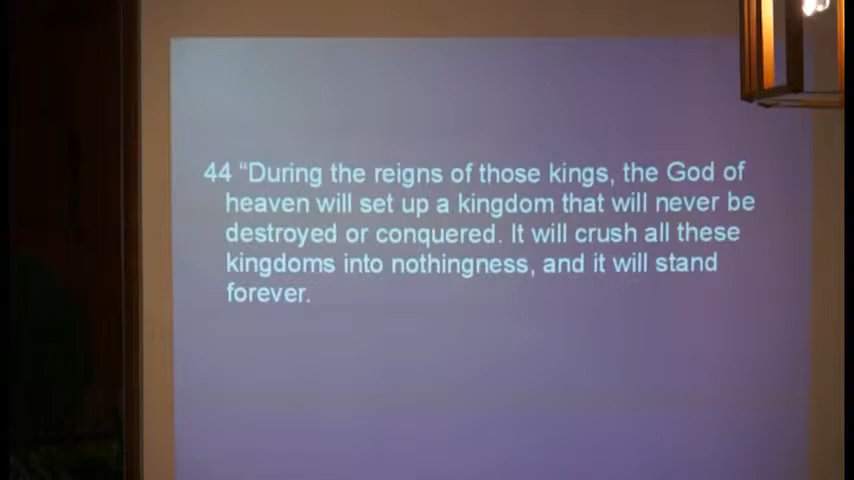 44 “During the reigns of those kings, the God of
heaven will set up a kingdom that will never be
destroyed or conquered. It will crush all these
kingdoms into nothingness, and it will stand
forever.